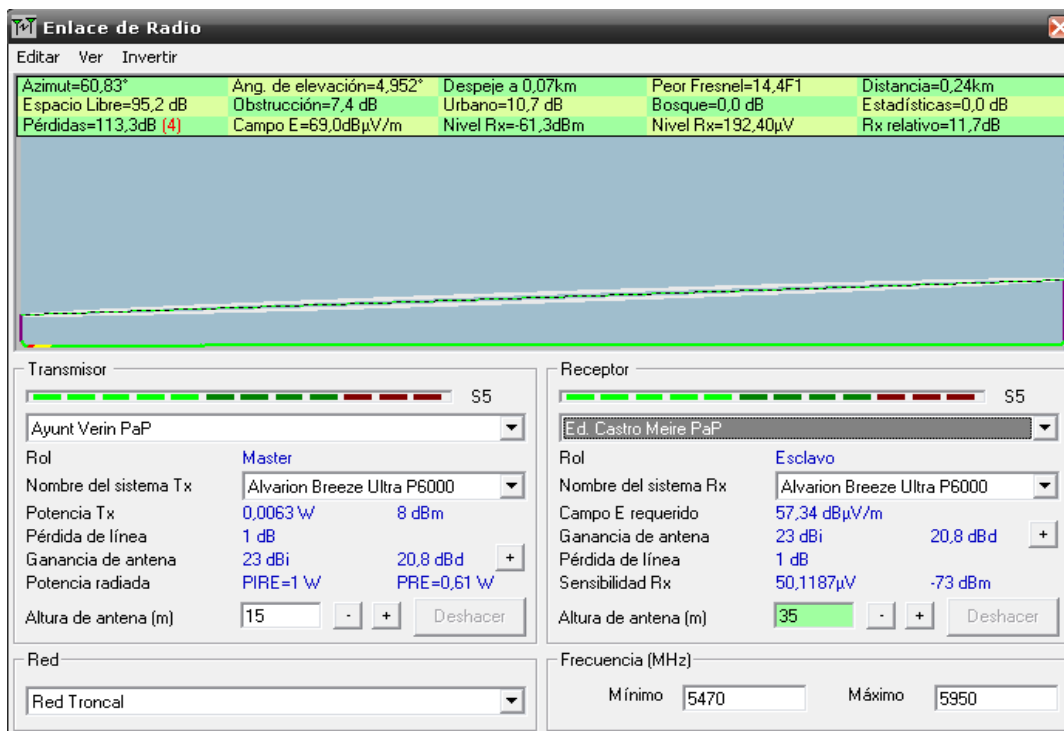 Enlace de Radio
Editar Ver Invertir
Azimut=60,83° Ang. de elevación=4,952° Despeje a 0,07km Peor Fresnel=14,4F1 Distancia=0,24km
Espacio Libre=95,2 dB Obstrucción=7,4 dB Urbano=10,7 dB Bosque=0,0 dB Estadísticas=0,0 dB
Pérdidas=113,3dB (4) Campo E=69,0dBµV/m Nivel Rx=-61,3dBm Nivel Rx=192,40µV Rx relativo=11,7dB
Transmisor
S5
Ayunt Verin PaP
Rol Master
Nombre del sistema Tx Alvarion Breeze Ultra P6000
Potencia Tx 0,0063 W 8 dBm
Pérdida de línea 1 dB
Ganancia de antena 23 dBi 20,8 dBd +
Potencia radiada PIRE=1 W PRE=0,61 W
Altura de antena (m) 15 - + Deshacer
Receptor
S5
Ed. Castro Meire PaP
Rol Esclavo
Nombre del sistema Rx Alvarion Breeze Ultra P6000
Campo E requerido 57,34 dBµV/m
Ganancia de antena 23 dBi 20,8 dBd +
Pérdida de línea 1 dB
Sensibilidad Rx 50,1187µV -73 dBm
Altura de antena (m) 35 - + Deshacer
Red
Red Troncal
Frecuencia (MHz)
Mínimo 5470 Máximo 5950